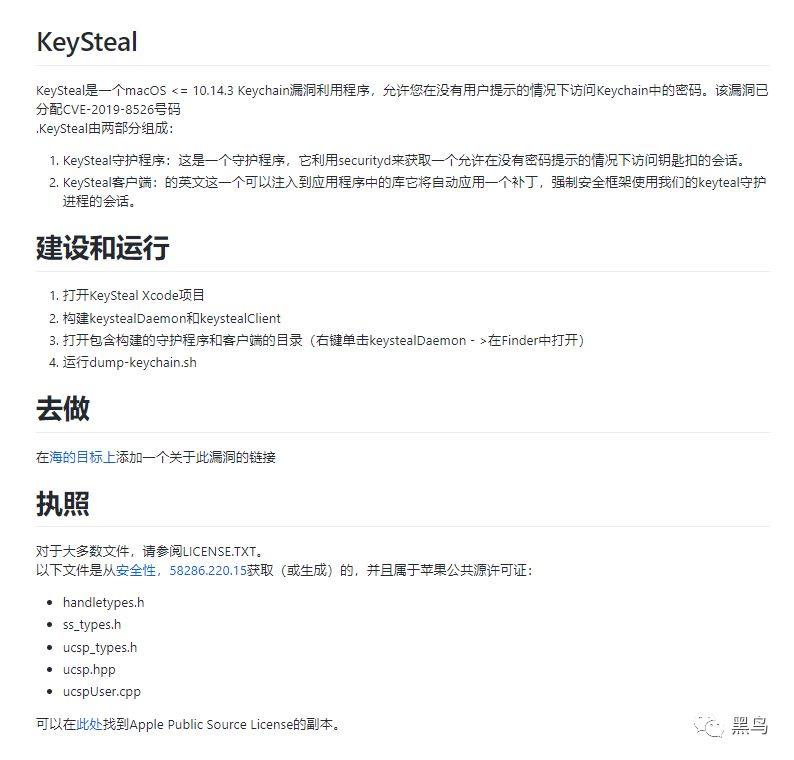 KeySteal
KeySteal是一个macOS <= 10.14.3 Keychain漏洞利用程序，允许您在没有用户提示的情况下访问Keychain中的密码。该漏洞已
分配CVE-2019-8526号码
.KeySteal由两部分组成：
1. KeySteal守护程序：这是一个守护程序，它利用securityd来获取一个允许在没有密码提示的情况下访问钥匙扣的会话。
2. KeySteal客户端：的英文这一个可以注入到应用程序中的库它将自动应用一个补丁，强制安全框架使用我们的keyteal守护
进程的会话。
建设和运行
1. 打开KeySteal Xcode项目
2. 构建keystealDaemon和keystealClient
3. 打开包含构建的守护程序和客户端的目录（右键单击keystealDaemon - >在Finder中打开）
4. 运行dump-keychain.sh
去做
在海的目标上添加一个关于此漏洞的链接
执照
对于大多数文件，请参阅LICENSE.TXT。
以下文件是从安全性，58286.220.15获取（或生成）的，并且属于苹果公共源许可证：
• handletypes.h
• ss_types.h
• ucsp_types.h
• ucsp.hpp
• ucspUser.cpp
可以在此处找到Apple Public Source License的副本。
黑鸟